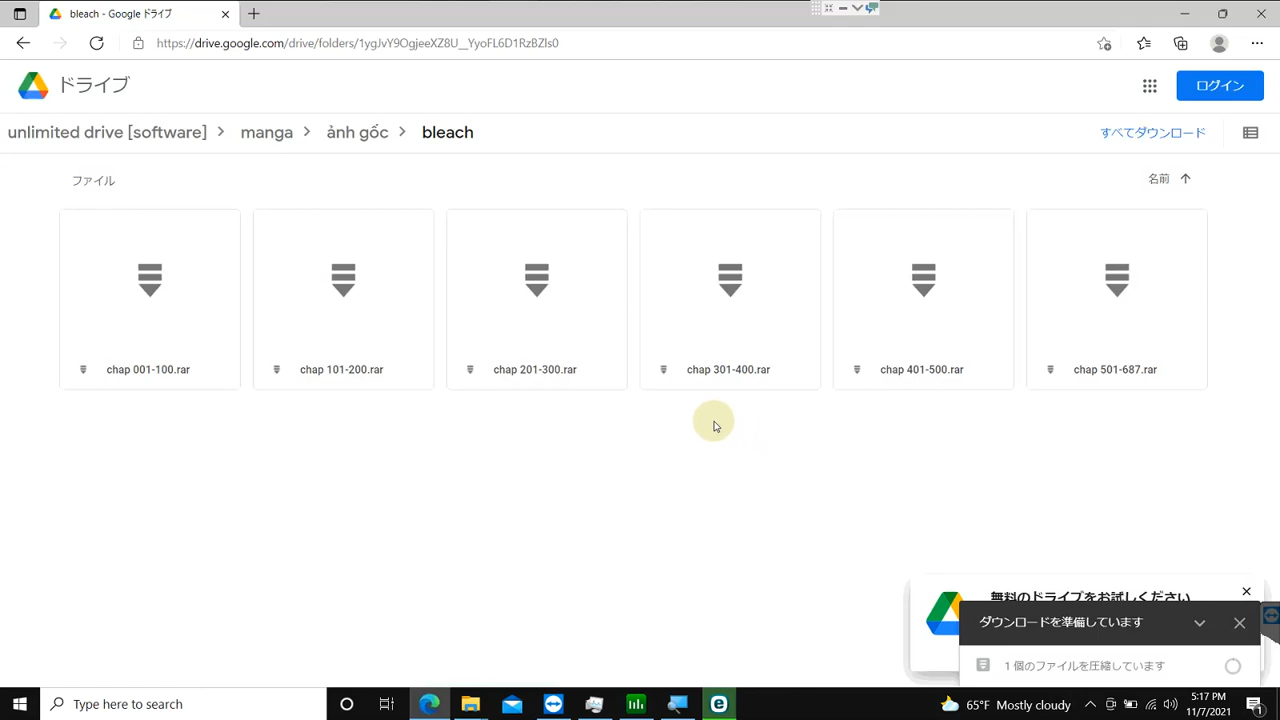 bleach - Google ドライブ
https://drive.google.com/drive/folders/1ygJvY9OgjeeXZ8U__YyoFL6D1RzBZls0
ドライブ
ログイン
unlimited drive [software] > manga > ảnh gốc > bleach
すべてダウンロード
ファイル
名前
chap 001-100.rar
chap 101-200.rar
chap 201-300.rar
chap 301-400.rar
chap 401-500.rar
chap 501-687.rar
無料のドライブをお試しください
ダウンロードを準備しています
1 個のファイルを圧縮しています
Type here to search
65°F Mostly cloudy
5:17 PM
11/7/2021
1